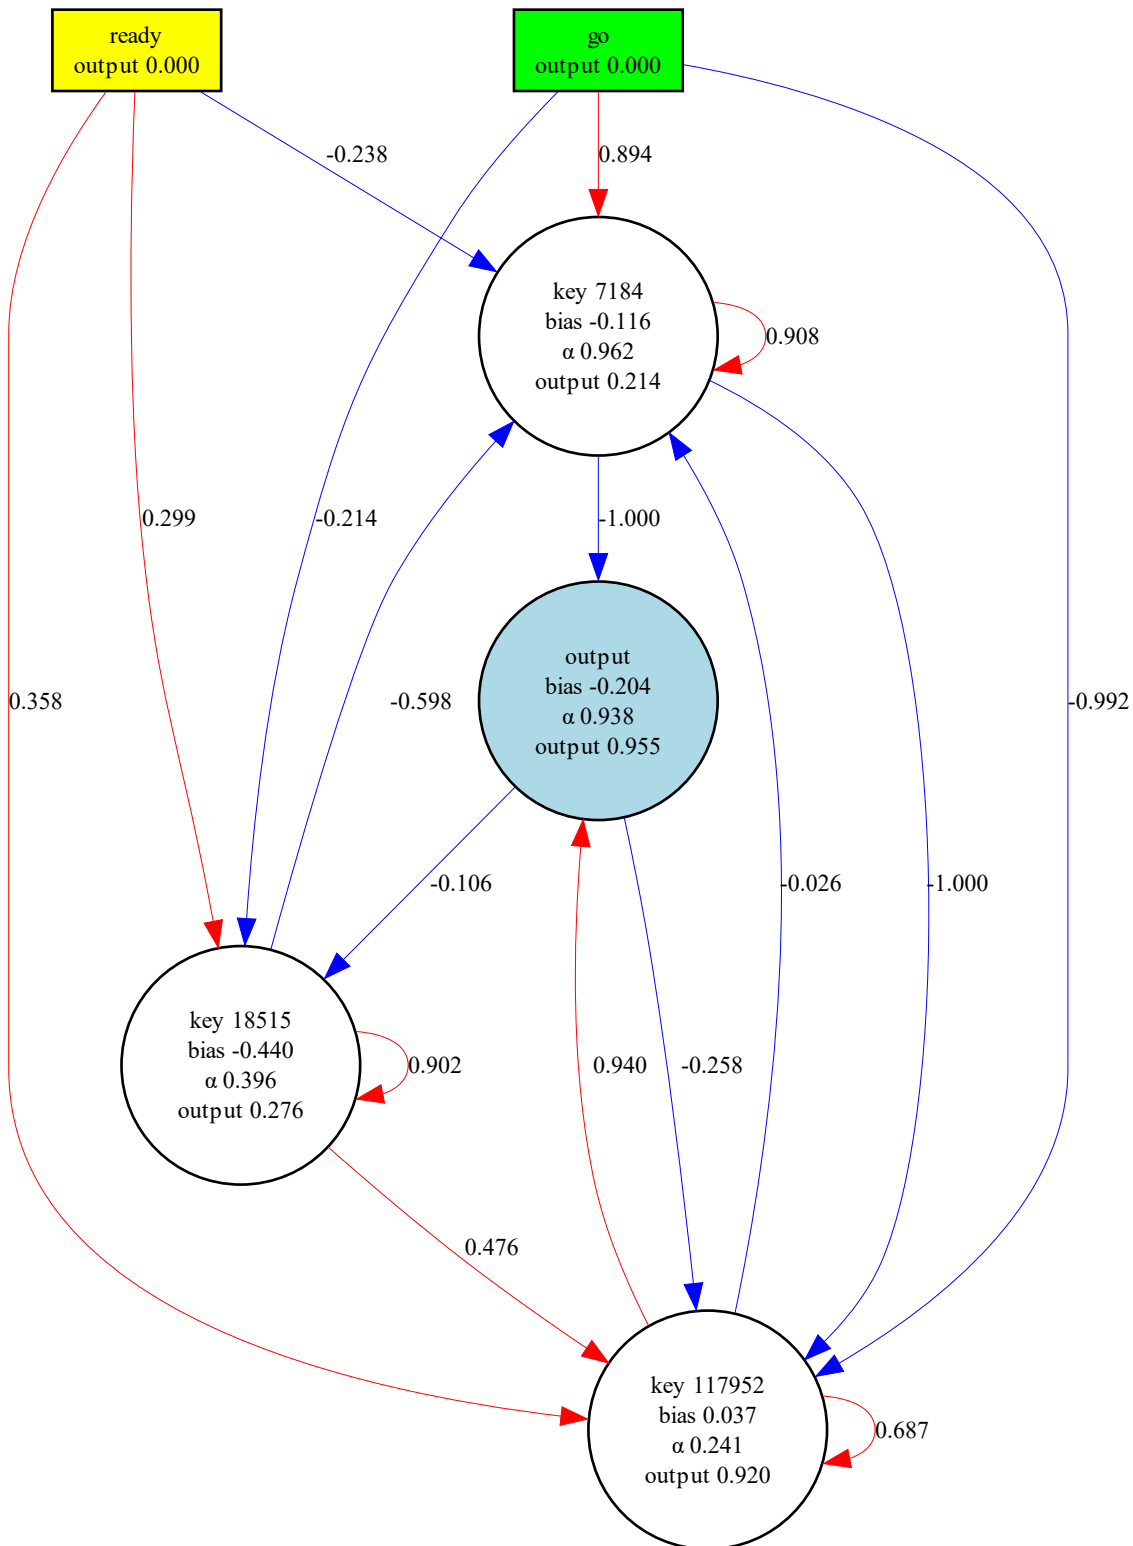 ready
output 0.000
go
output 0.000
-0.238
0.894
key 7184
bias -0.116
α 0.962
output 0.214
0.908
0.299
-0.214
-1.000
output
bias -0.204
α 0.938
output 0.955
0.358
-0.598
-0.992
-0.106
-0.026
-1.000
key 18515
bias -0.440
α 0.396
output 0.276
0.902
0.940
-0.258
0.476
key 117952
bias 0.037
α 0.241
output 0.920
0.687